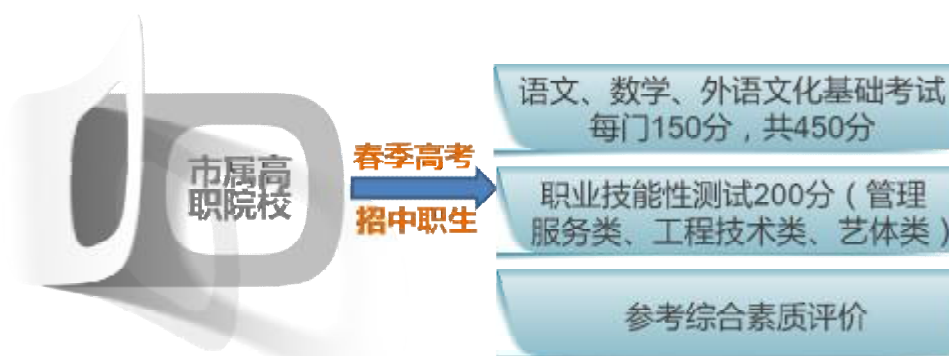 市属高
职院校
春季高考
招中职生
语文、数学、外语文化基础考试
每门150分，共450分
职业技能性测试200分（管理
服务类、工程技术类、艺体类）
参考综合素质评价